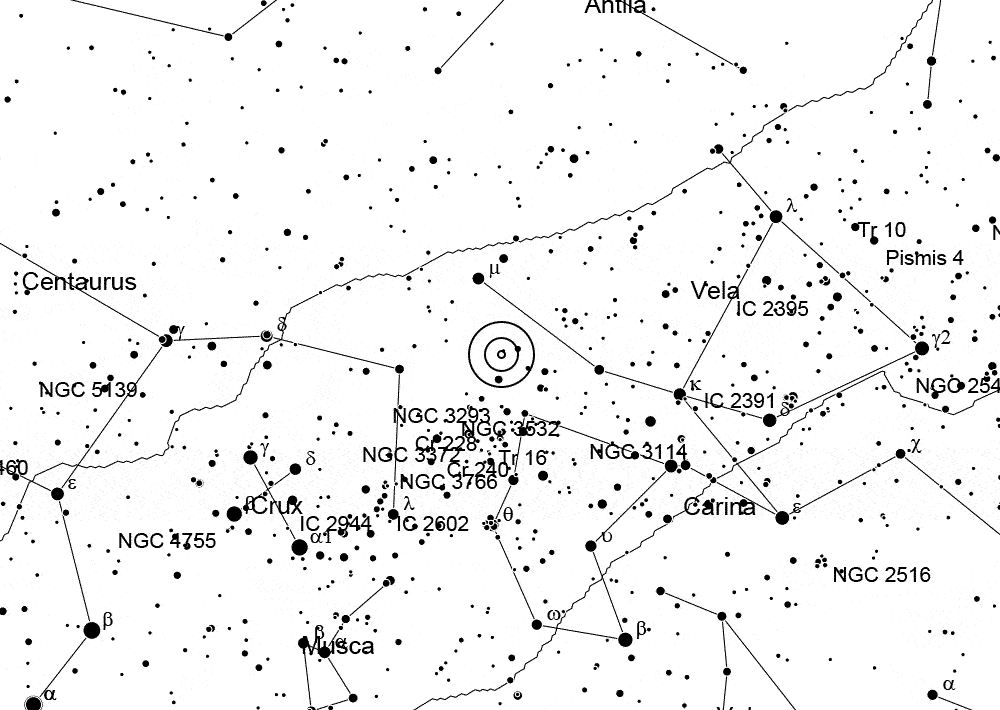 Antlia
λ
Tr 10
Pismis 4
Centaurus
μ
Vela
IC 2395
γ
δ
γ2
NGC 5139
κ
IC 2391
δ
NGC 254
NGC 3293
NGC 3532
Cr 228
NGC 3372
Tr 16
NGC 3114
χ
γ
δ
Cr 240
460
ε
NGC 3766
β
Crux
λ
θ
Carina
ε
IC 2944
IC 2602
NGC 4755
α1
υ
NGC 2516
β
ω
β
β
α
Musca
α
α